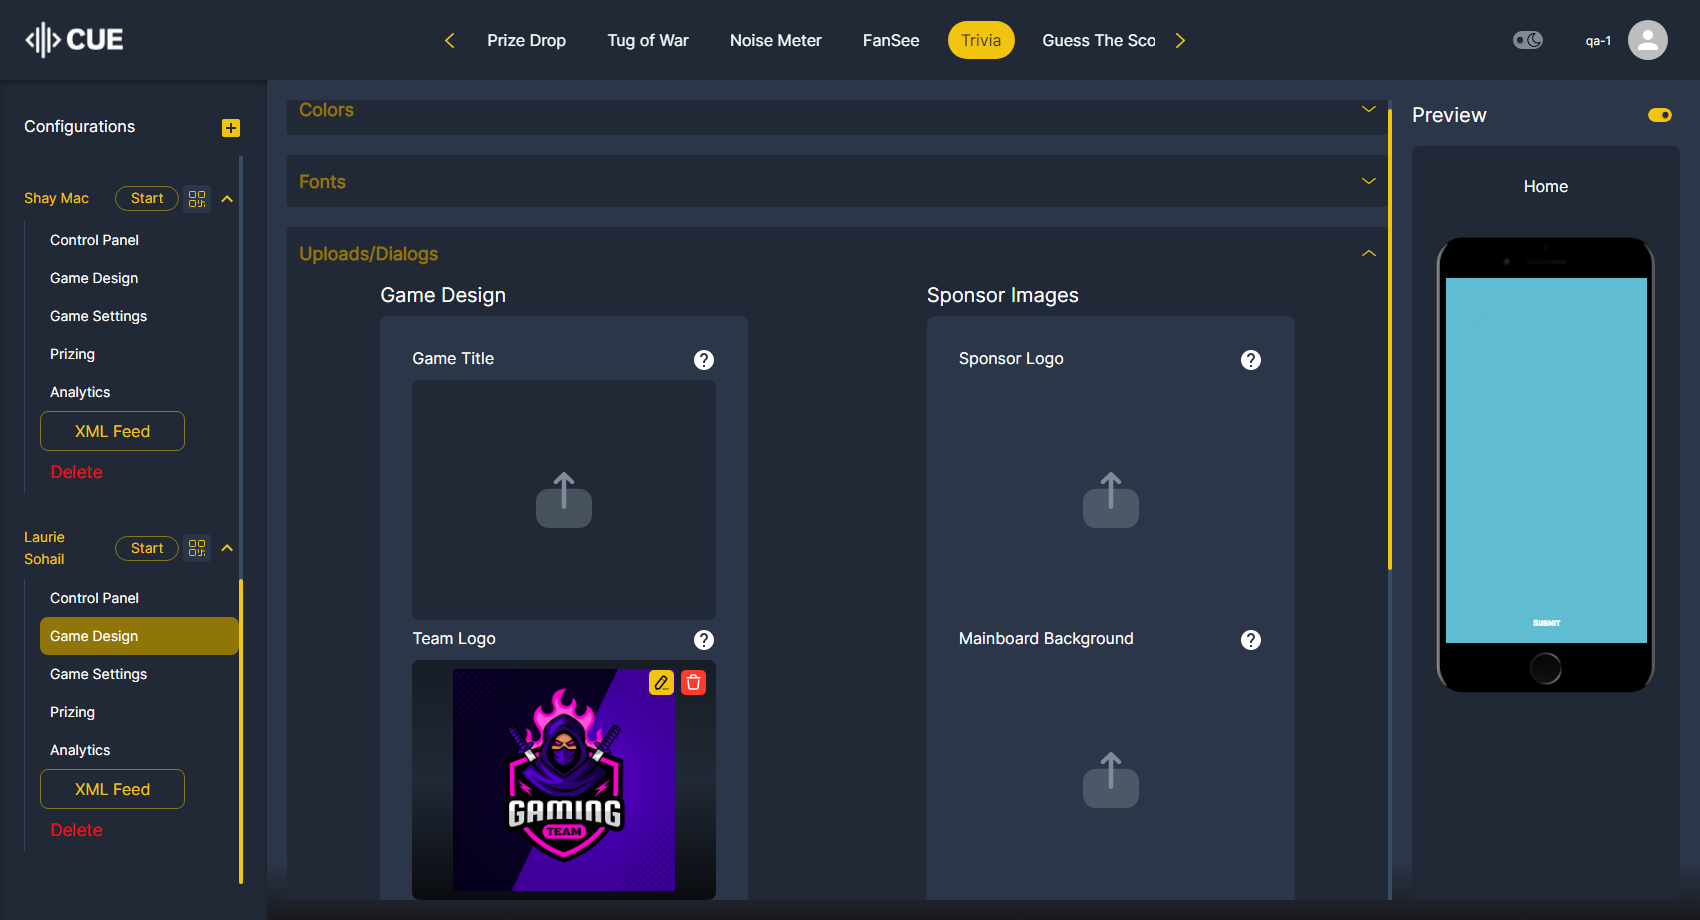 CUE
Prize Drop
Tug of War
Noise Meter
FanSee
Trivia
Guess The Sco
qa-1
Configurations
Shay Mac
Start
Control Panel
Game Design
Game Settings
Prizing
Analytics
XML Feed
Delete
Laurie
Sohail
Start
Control Panel
Game Design
Game Settings
Prizing
Analytics
XML Feed
Delete
Colors
Fonts
Uploads/Dialogs
Game Design
Game Title
?
Team Logo
?
GAMING
TEAM
Sponsor Images
Sponsor Logo
?
Mainboard Background
?
Preview
Home
SUBMIT